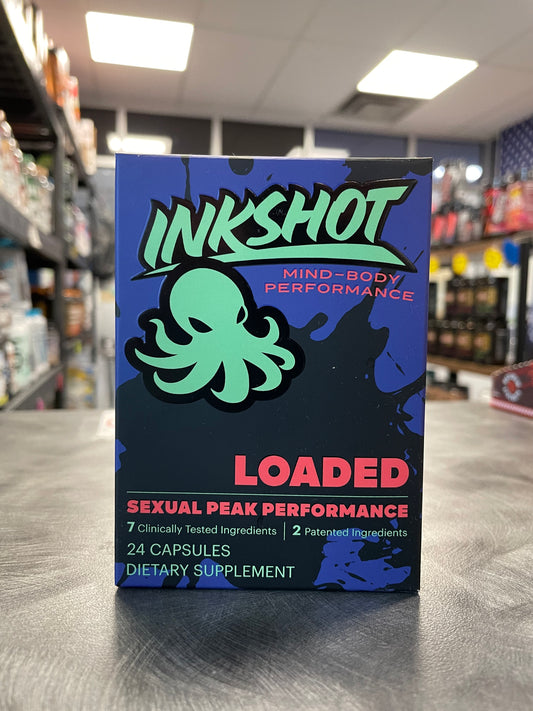 INKSHOT
MIND-BODY
PERFORMANCE
LOADED
SEXUAL PEAK PERFORMANCE
7 Clinically Tested Ingredients | 2 Patented Ingredients
24 CAPSULES
DIETARY SUPPLEMENT